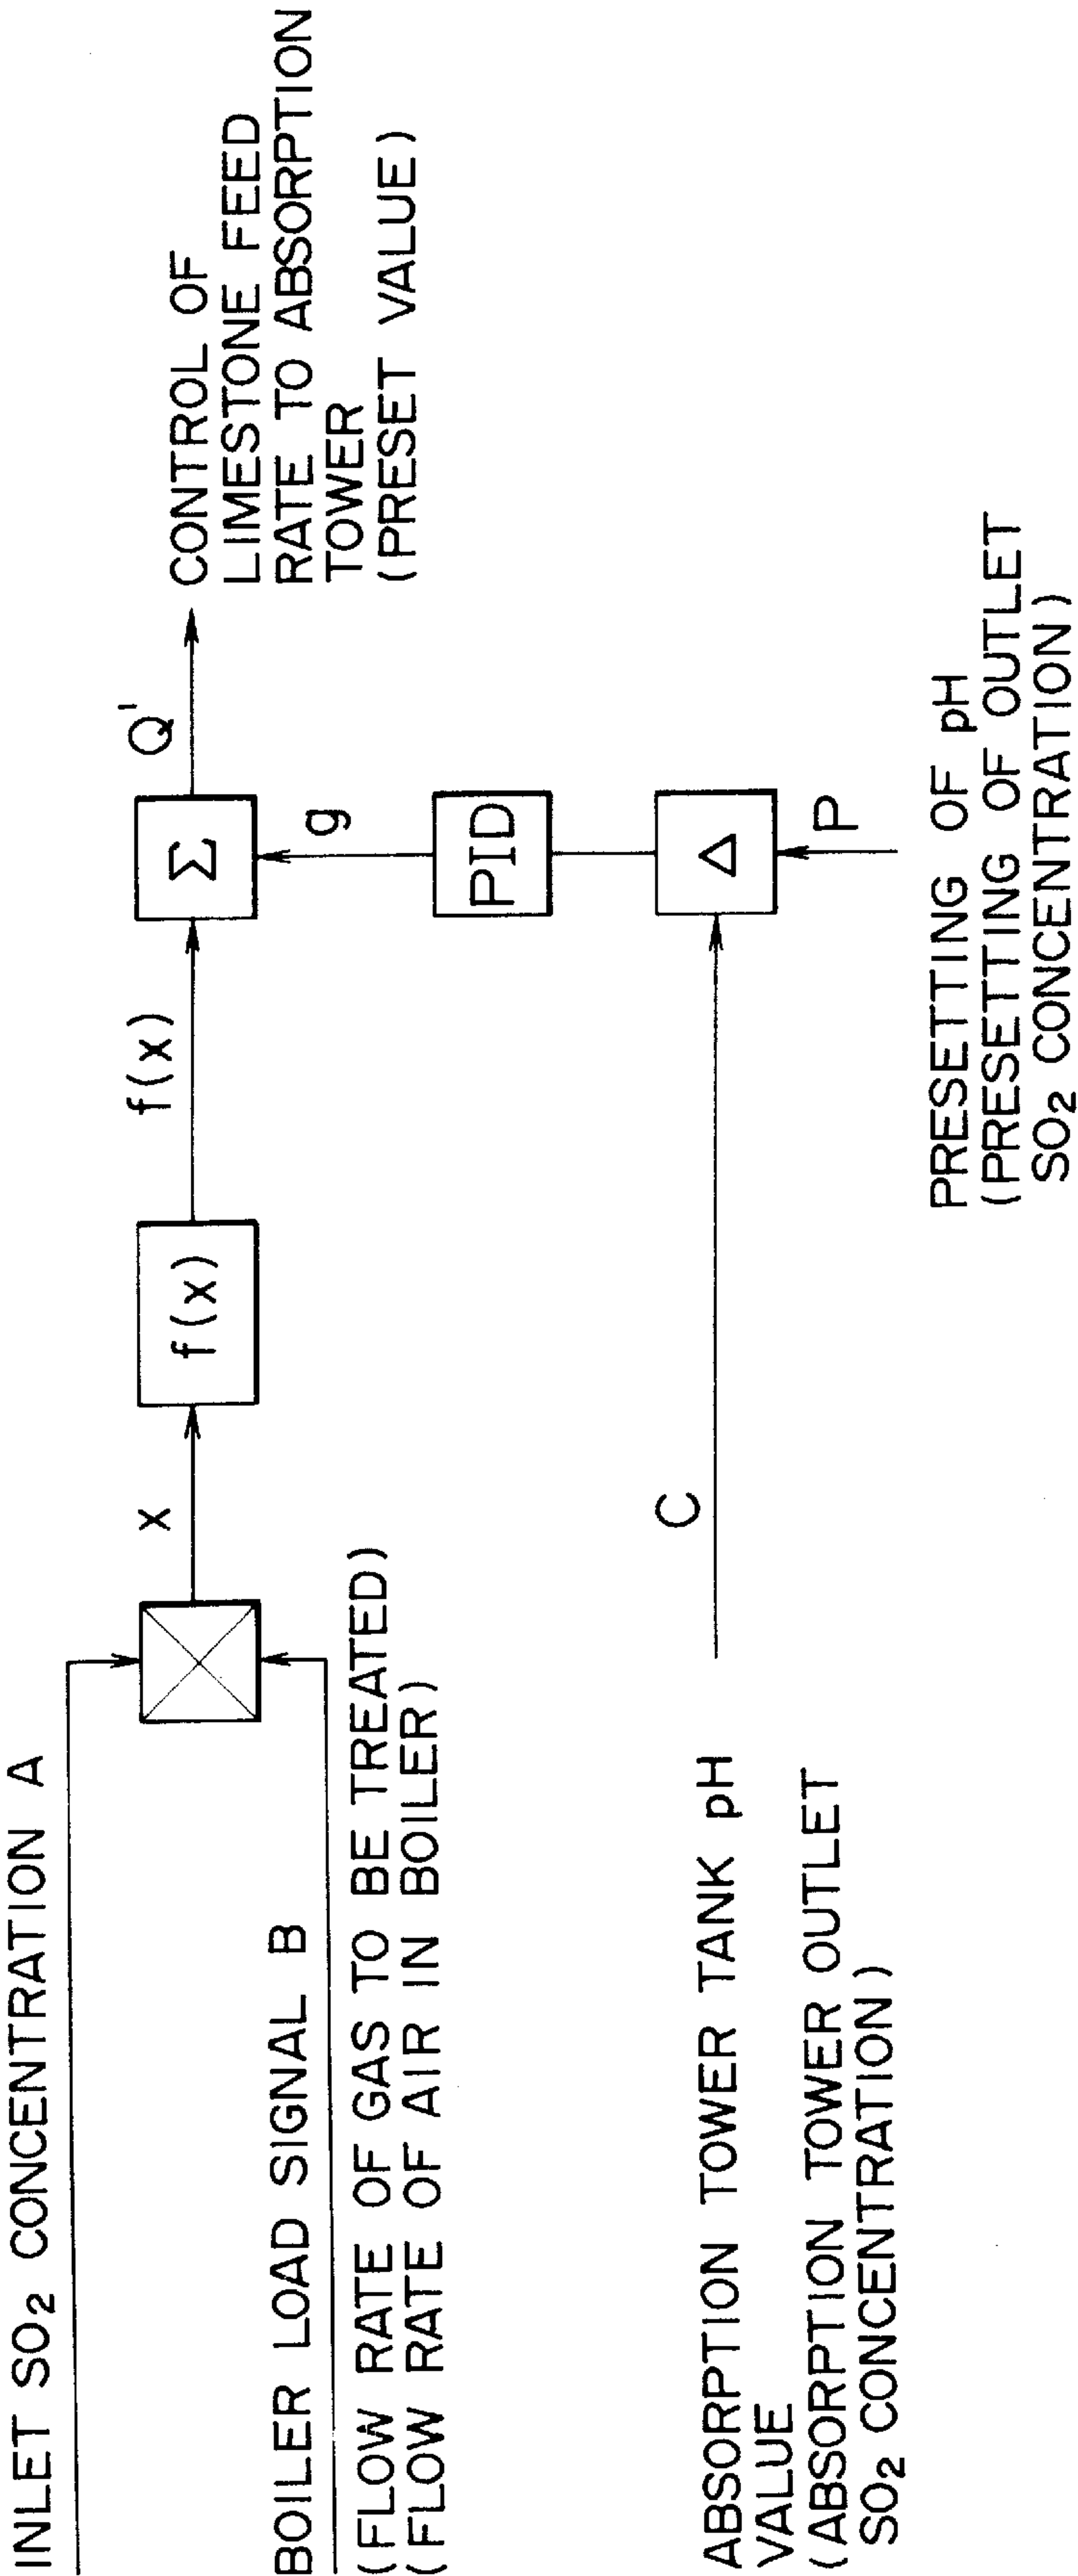 INLET SO2 CONCENTRATION A
BOILER LOAD SIGNAL B
(FLOW RATE OF GAS TO BE TREATED)
(FLOW RATE OF AIR IN BOILER)
x
f(x)
f(x)
Σ
Q'
CONTROL OF
LIMESTONE FEED
RATE TO ABSORPTION
TOWER
(PRESET VALUE)
g
PID
Δ
C
P
ABSORPTION TOWER TANK pH
VALUE
(ABSORPTION TOWER OUTLET
SO2 CONCENTRATION)
PRESETTING OF pH
(PRESETTING OF OUTLET
SO2 CONCENTRATION)